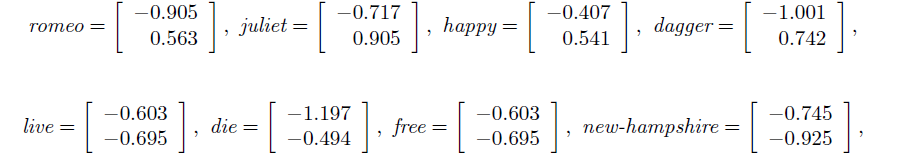 romeo = [ −0.905 0.563 ], juliet = [ −0.717 0.905 ], happy = [ −0.407 0.541 ], dagger = [ −1.001 0.742 ],
live = [ −0.603 −0.695 ], die = [ −1.197 −0.494 ], free = [ −0.603 −0.695 ], new-hampshire = [ −0.745 −0.925 ],